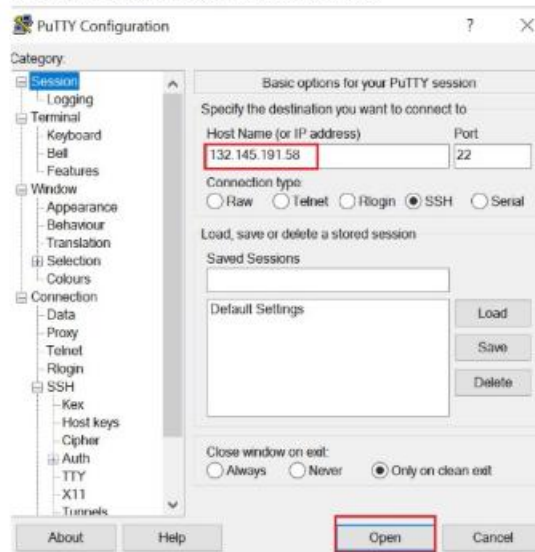 PuTTY Configuration
?
×
Category:
Session
Logging
Terminal
Keyboard
Bell
Features
Window
Appearance
Behaviour
Translation
Selection
Colours
Connection
Data
Proxy
Telnet
Rlogin
SSH
Kex
Host keys
Cipher
Auth
TTY
X11
Tunnels
Basic options for your PuTTY session
Specify the destination you want to connect to
Host Name (or IP address) Port
132.145.191.58 22
Connection type:
Raw Telnet Rlogin SSH Serial
Load, save or delete a stored session
Saved Sessions
Default Settings
Load
Save
Delete
Close window on exit:
Always Never Only on clean exit
About Help Open Cancel